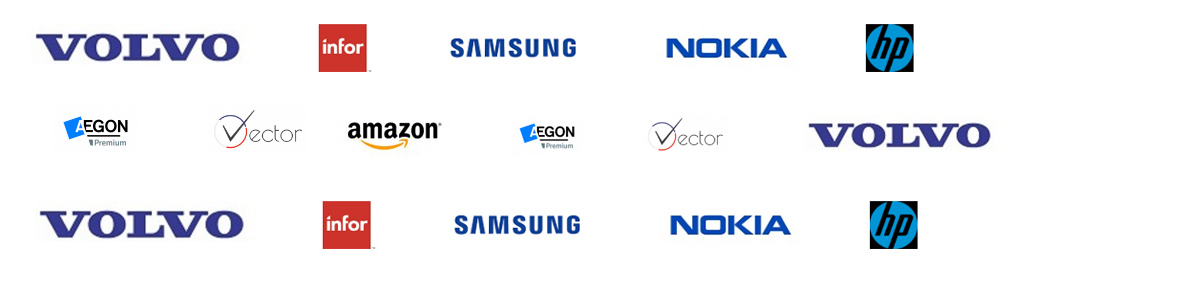 VOLVO infor SAMSUNG NOKIA hp
AEGON Premium Vector amazon AEGON Premium Vector VOLVO
VOLVO infor SAMSUNG NOKIA hp